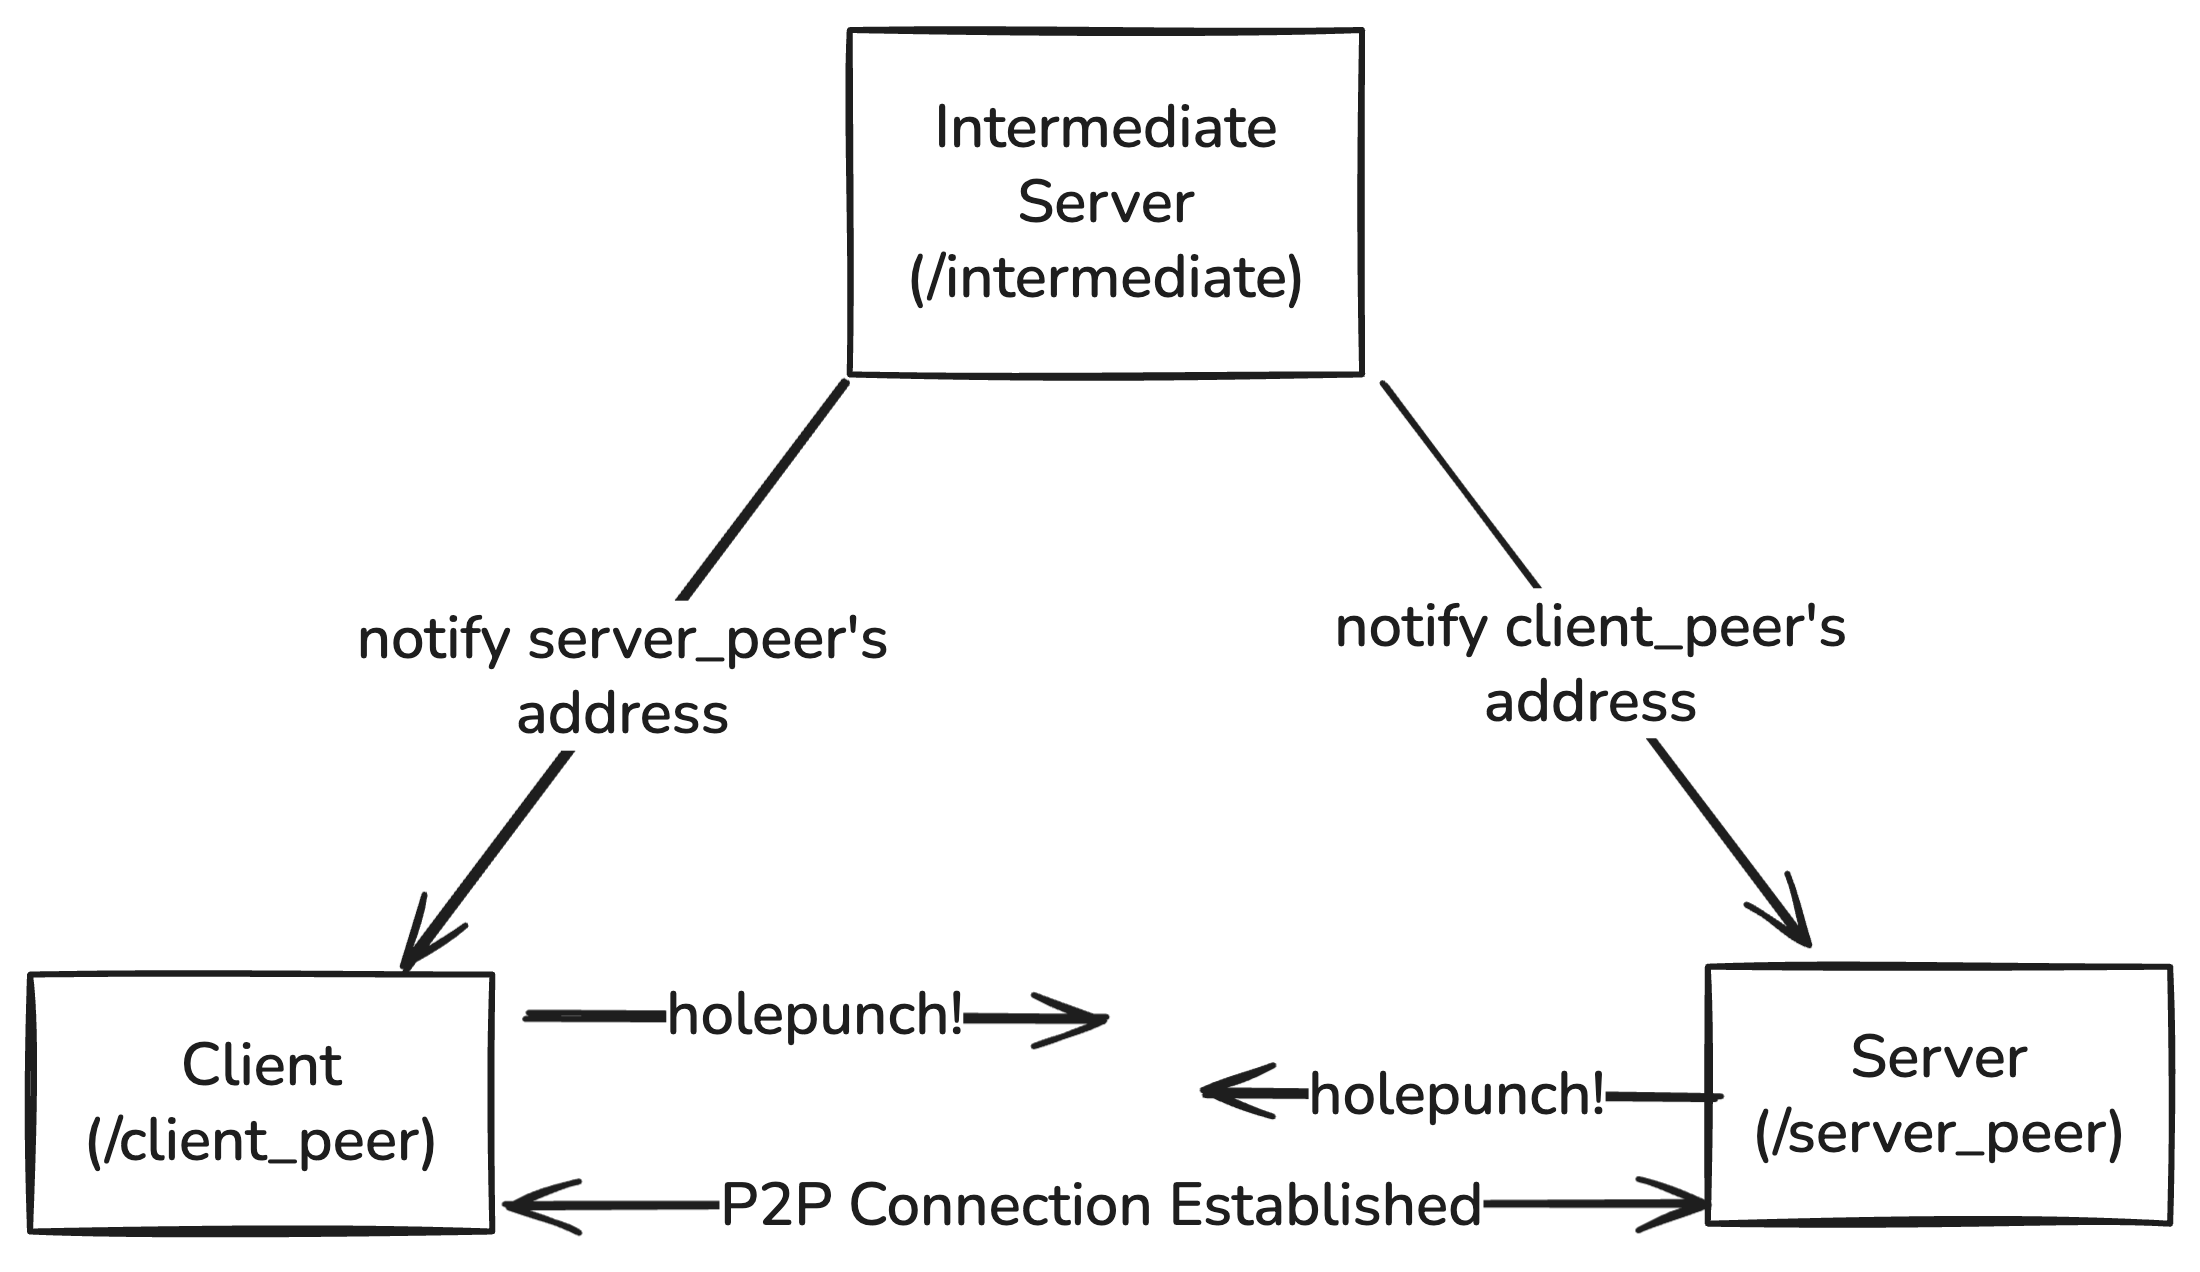 Intermediate
Server
(/intermediate)
notify server_peer's
address
notify client_peer's
address
holepunch!
holepunch!
Client
(/client_peer)
Server
(/server_peer)
P2P Connection Established